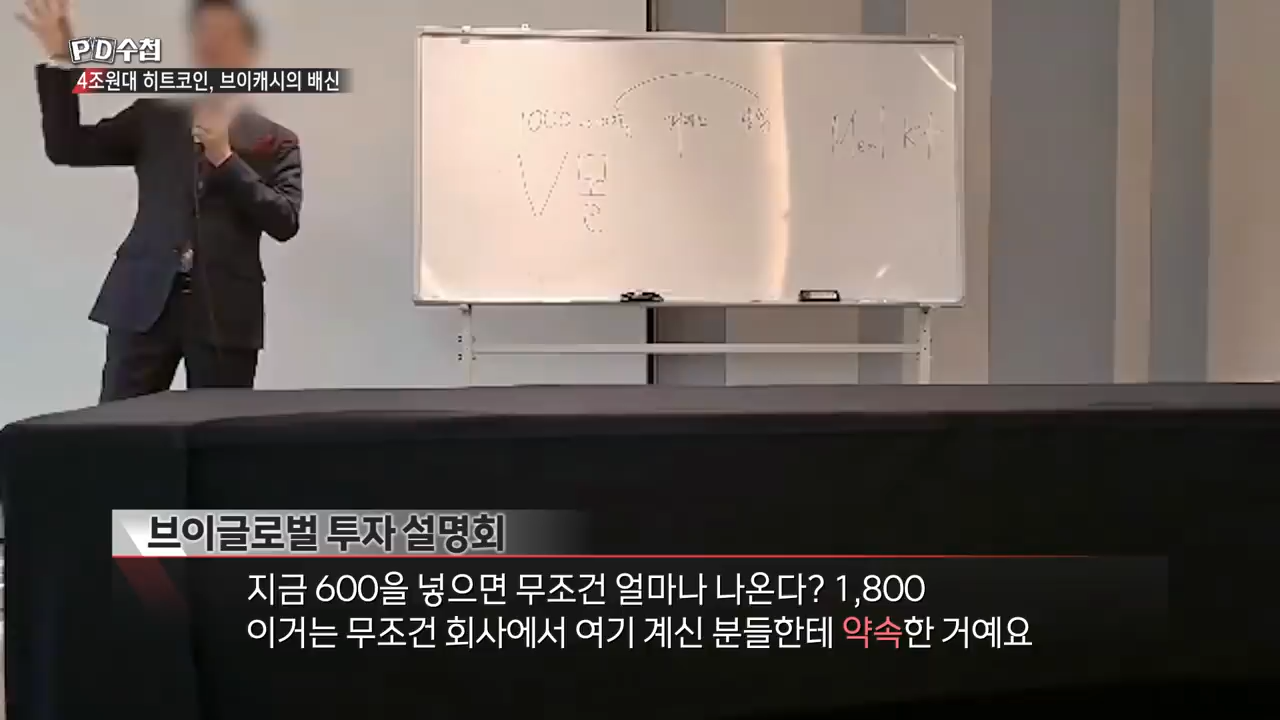 PD수첩
4조원대 히트코인, 브이캐시의 배신
1000
V
브이글로벌 투자 설명회
지금 600을 넣으면 무조건 얼마나 나온다? 1,800
이거는 무조건 회사에서 여기 계신 분들한테 약속한 거예요